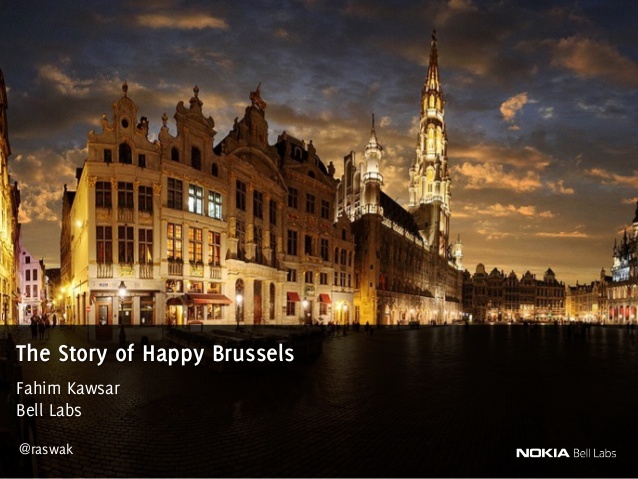 The Story of Happy Brussels
Fahim Kawsar
Bell Labs
@raswak
NOKIA Bell Labs